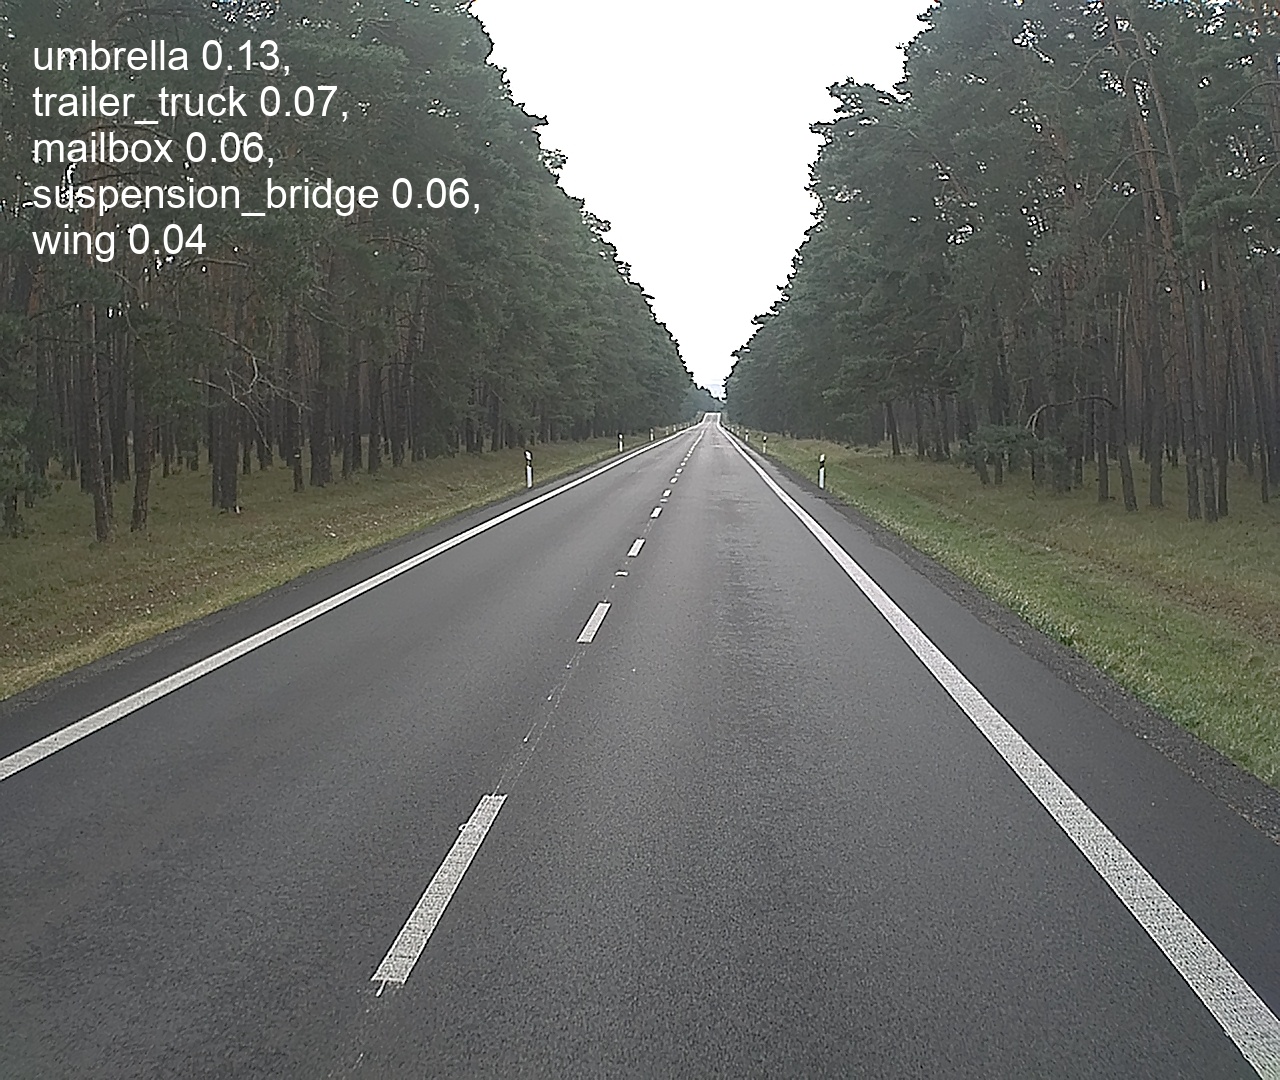 umbrella 0.13,
trailer_truck 0.07,
mailbox 0.06,
suspension_bridge 0.06,
wing 0.04